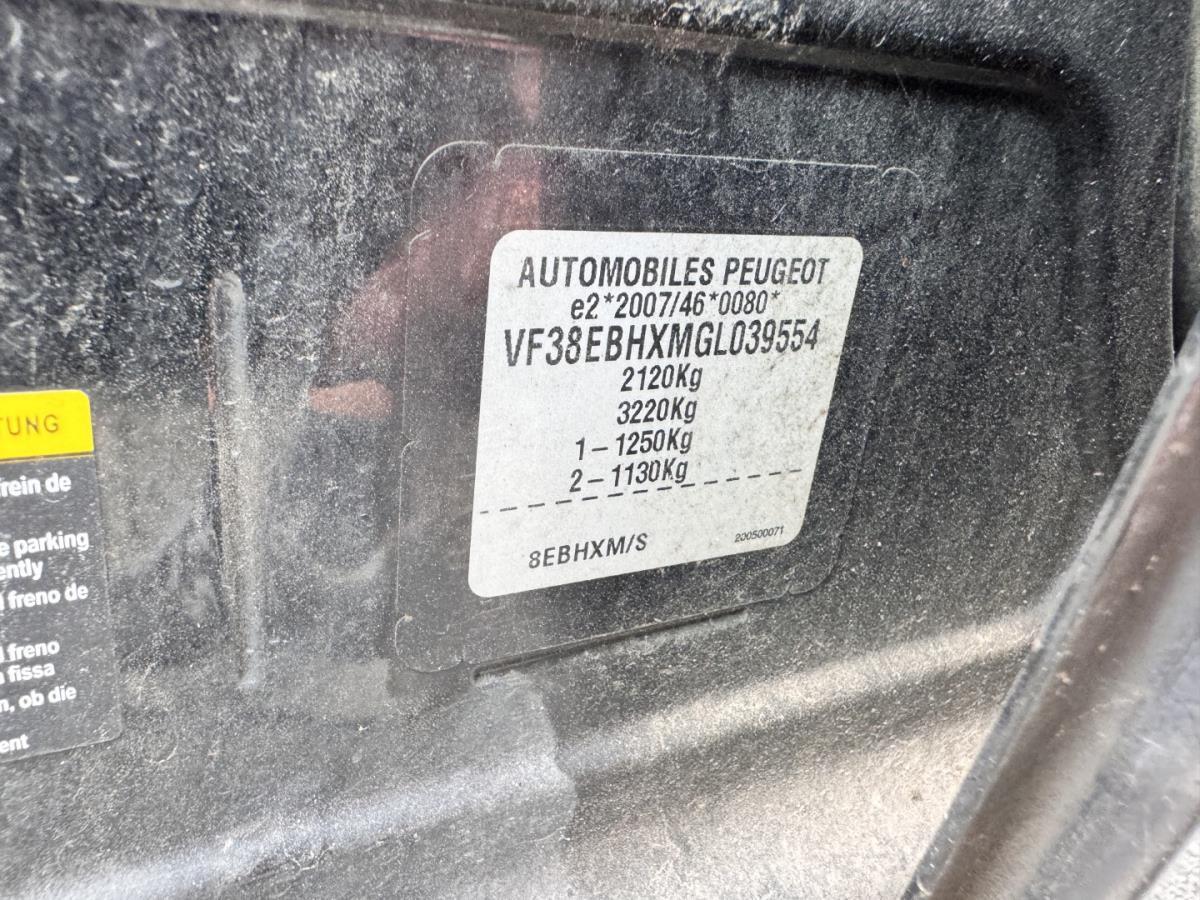 AUTOMOBILES PEUGEOT
e2*2007/46*0080*
VF38EBHXMGL039554
2120Kg
3220Kg
1-1250Kg
2-1130Kg
8EBHXM/S
200500071
TUNG
frein de
e parking
ently
l freno de
l freno
fissa
n, ob die
ent